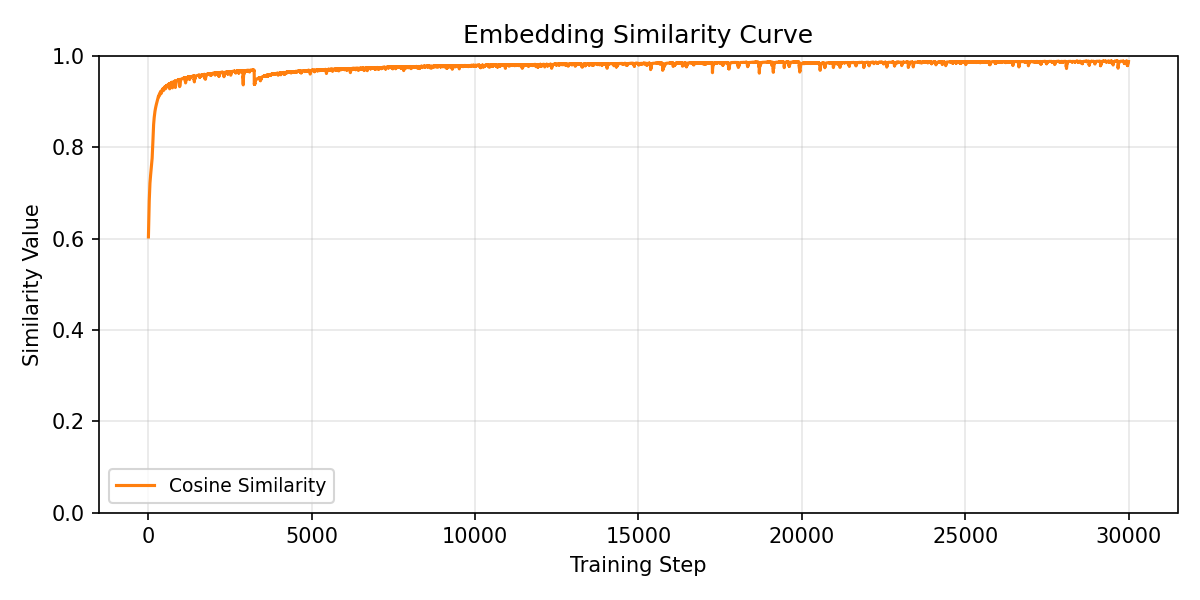 Embedding Similarity Curve
1.0
0.8
0.6
0.4
0.2
0.0
Similarity Value
Cosine Similarity
0 5000 10000 15000 20000 25000 30000
Training Step